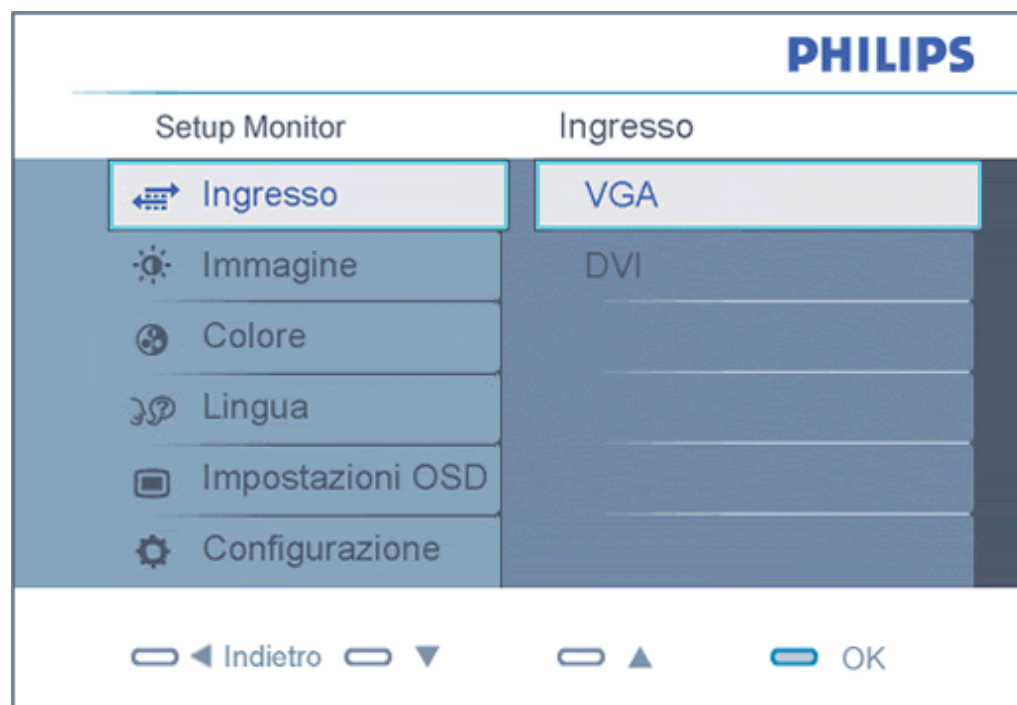 PHILIPS
Setup Monitor Ingresso
Ingresso VGA
Immagine DVI
Colore
Lingua
Impostazioni OSD
Configurazione
Indietro OK